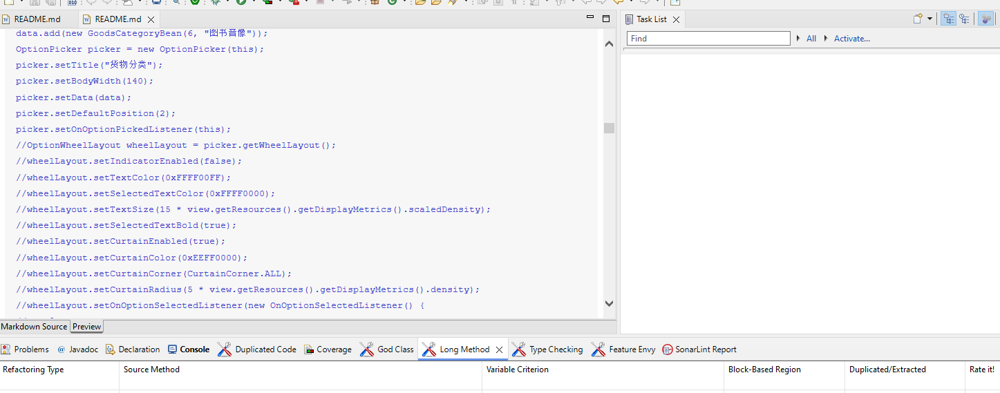 README.md
README.md
data.add(new GoodsCategoryBean(6, "图书音像"));
OptionPicker picker = new OptionPicker(this);
picker.setTitle("货物分类");
picker.setBodyWidth(140);
picker.setData(data);
picker.setDefaultPosition(2);
picker.setOnOptionPickedListener(this);
//OptionWheelLayout wheelLayout = picker.getWheelLayout();
//wheelLayout.setIndicatorEnabled(false);
//wheelLayout.setTextColor(0xFFFF00FF);
//wheelLayout.setSelectedTextColor(0xFFFF0000);
//wheelLayout.setTextSize(15 * view.getResources().getDisplayMetrics().scaledDensity);
//wheelLayout.setSelectedTextBold(true);
//wheelLayout.setCurtainEnabled(true);
//wheelLayout.setCurtainColor(0xEEFF0000);
//wheelLayout.setCurtainCorner(CurtainCorner.ALL);
//wheelLayout.setCurtainRadius(5 * view.getResources().getDisplayMetrics().density);
//wheelLayout.setOnOptionSelectedListener(new OnOptionSelectedListener() {
Markdown Source Preview
Task List
Find All Activate...
Problems @ Javadoc Declaration Console Duplicated Code Coverage God Class Long Method Type Checking Feature Envy SonarLint Report
Refactoring Type Source Method Variable Criterion Block-Based Region Duplicated/Extracted Rate it!